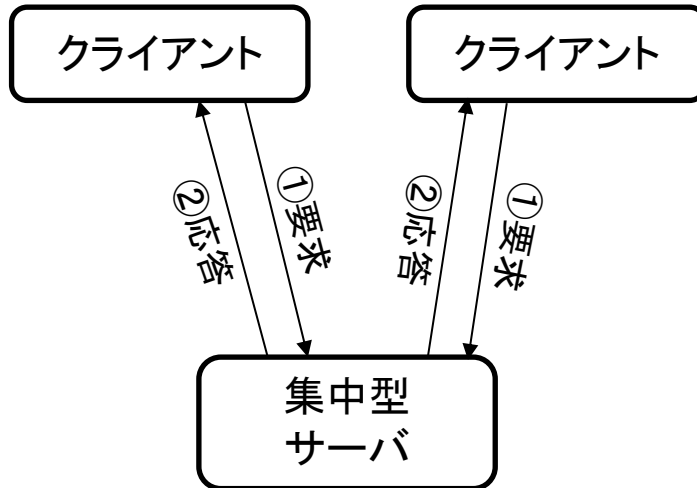 クライアント
クライアント
②応答
①要求
②応答
①要求
集中型
サーバ